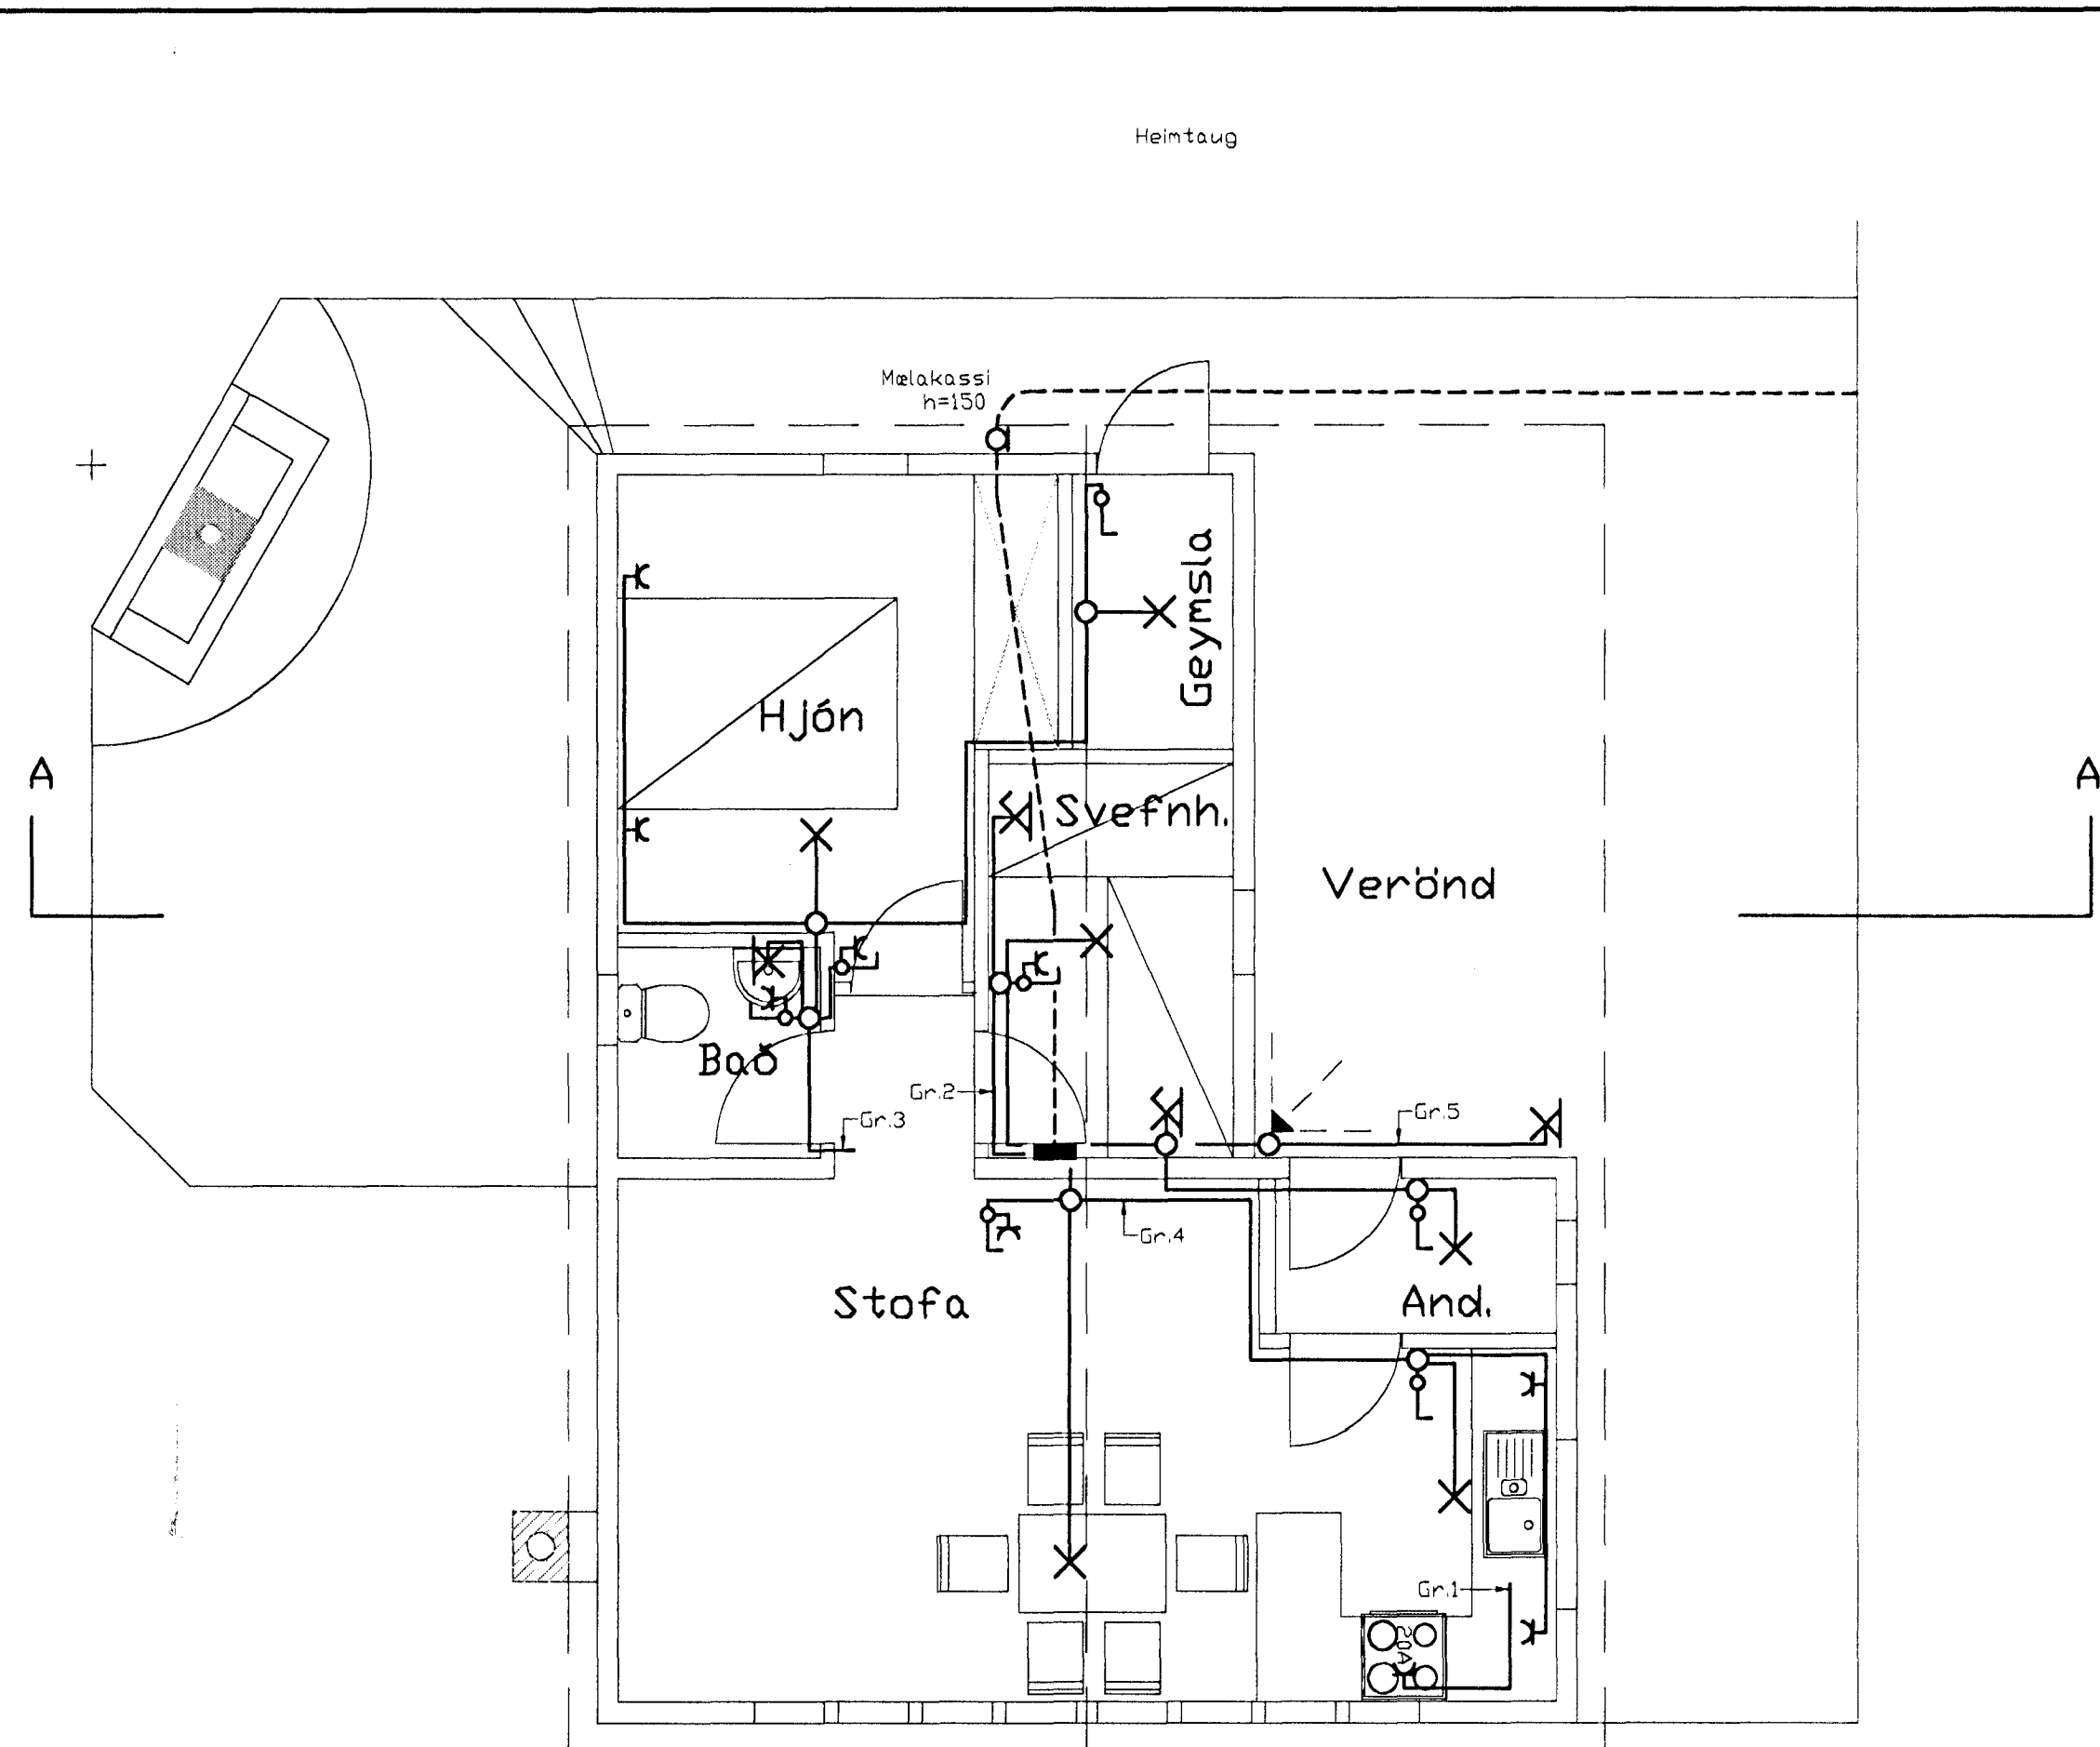 Heimtaug
Mælakassi
h=150
Geymsla
Hjón
A
A
Svefnh.
Verönd
Bað
Gr.2
Gr.3
Gr.5
Gr.4
Stofa
And.
Gr.1
20A